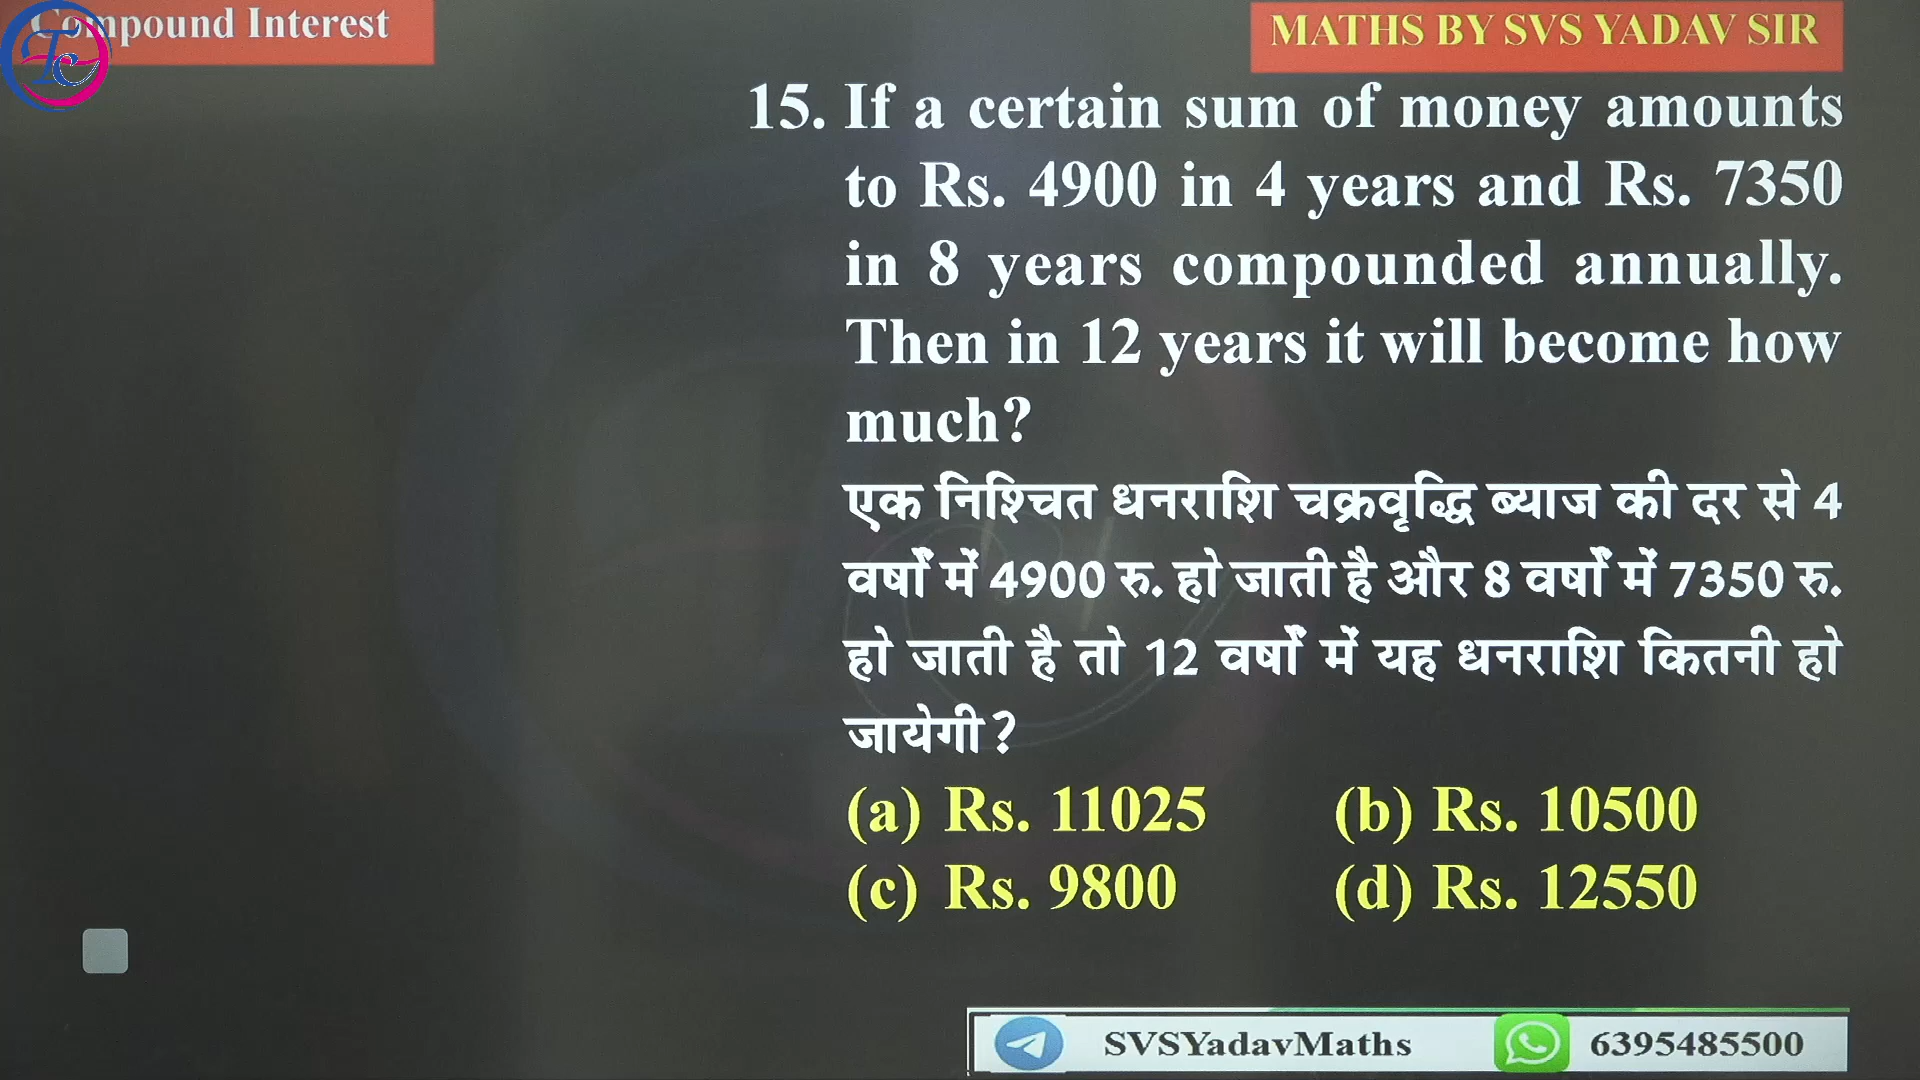 Compound Interest
MATHS BY SVS YADAV SIR
Tc
15. If a certain sum of money amounts
to Rs. 4900 in 4 years and Rs. 7350
in 8 years compounded annually.
Then in 12 years it will become how
much?
एक निश्चित धनराशि चक्रवृद्धि ब्याज की दर से 4
वर्षों में 4900 रु. हो जाती है और 8 वर्षों में 7350 रु.
हो जाती है तो 12 वर्षों में यह धनराशि कितनी हो
जायेगी?
(a) Rs. 11025 (b) Rs. 10500
(c) Rs. 9800 (d) Rs. 12550
SVSYadavMaths 6395485500